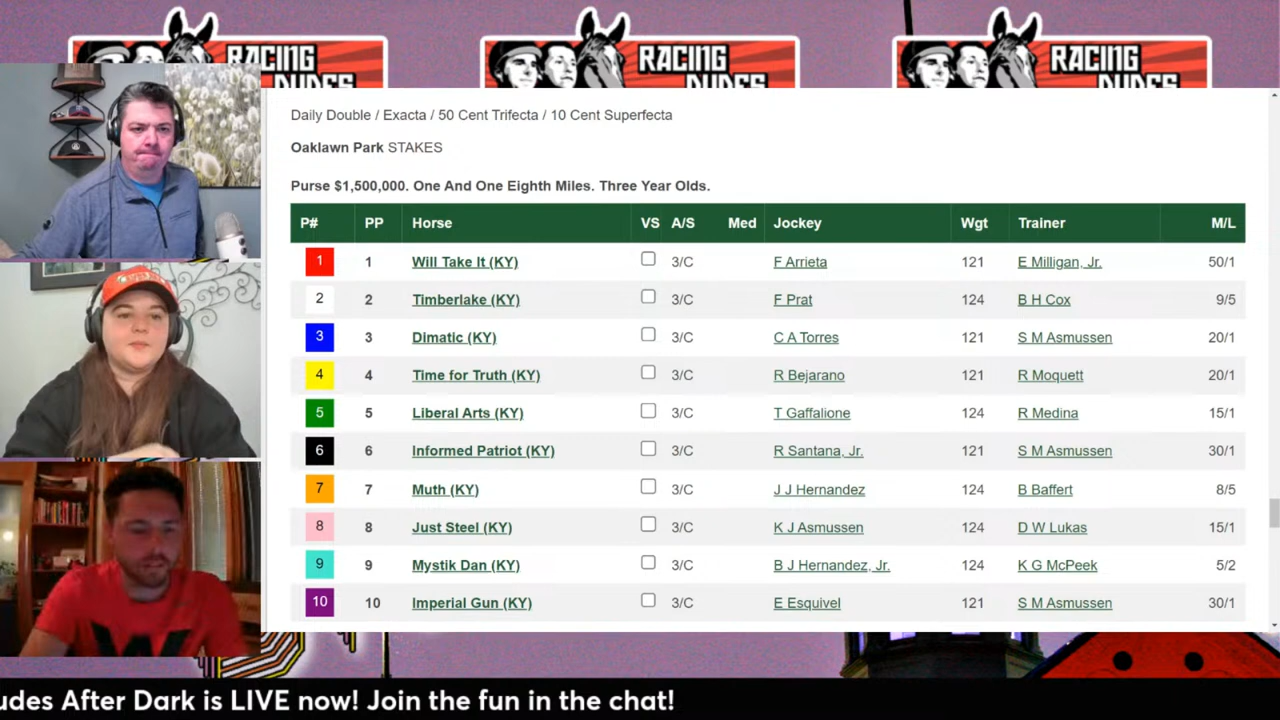 RACING
DUDES
RACING
DUDES
RACING
DUDES
Daily Double / Exacta / 50 Cent Trifecta / 10 Cent Superfecta
Oaklawn Park STAKES
Purse $1,500,000. One And One Eighth Miles. Three Year Olds.
P# PP Horse VS A/S Med Jockey Wgt Trainer M/L
1 1 Will Take It (KY) 3/C F Arrieta 121 E Milligan, Jr. 50/1
2 2 Timberlake (KY) 3/C F Prat 124 B H Cox 9/5
3 3 Dimatic (KY) 3/C C A Torres 121 S M Asmussen 20/1
4 4 Time for Truth (KY) 3/C R Bejarano 121 R Moquett 20/1
5 5 Liberal Arts (KY) 3/C T Gaffalione 124 R Medina 15/1
6 6 Informed Patriot (KY) 3/C R Santana, Jr. 121 S M Asmussen 30/1
7 7 Muth (KY) 3/C J J Hernandez 124 B Baffert 8/5
8 8 Just Steel (KY) 3/C K J Asmussen 124 D W Lukas 15/1
9 9 Mystik Dan (KY) 3/C B J Hernandez, Jr. 124 K G McPeek 5/2
10 10 Imperial Gun (KY) 3/C E Esquivel 121 S M Asmussen 30/1
udes After Dark is LIVE now! Join the fun in the chat!